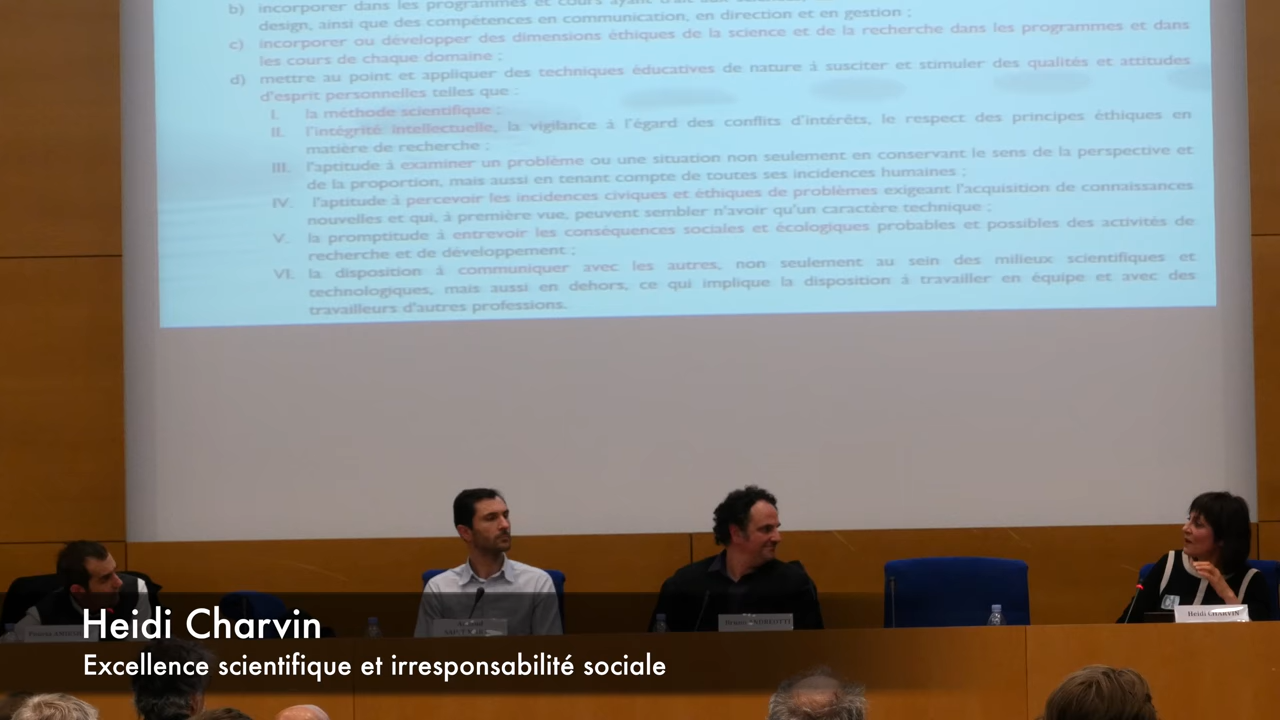 b) incorporer dans les programmes et cours ayant trait aux
design, ainsi que des compétences en communication, en direction et en gestion ;
c) incorporer ou développer des dimensions éthiques de la science et de la recherche dans les programmes et dans
les cours de chaque domaine ;
d) mettre au point et appliquer des techniques éducatives de nature à susciter et stimuler des qualités et attitudes
d'esprit personnelles telles que :
I. la méthode scientifique ;
II. l'intégrité intellectuelle, la vigilance à l'égard des conflits d'intérêts, le respect des principes éthiques en
matière de recherche ;
III. l'aptitude à examiner un problème ou une situation non seulement en conservant le sens de la perspective et
de la proportion, mais aussi en tenant compte de toutes ses incidences humaines ;
IV. l'aptitude à percevoir les incidences civiques et éthiques de problèmes exigeant l'acquisition de connaissances
nouvelles et qui, à première vue, peuvent sembler n'avoir qu'un caractère technique ;
V. la promptitude à entrevoir les conséquences sociales et écologiques probables et possibles des activités de
recherche et de développement ;
VI. la disposition à communiquer avec les autres, non seulement au sein des milieux scientifiques et
technologiques, mais aussi en dehors, ce qui implique la disposition à travailler en équipe et avec des
travailleurs d'autres professions.
Bruno ANDREOTTI
Heidi CHARVIN
Heidi Charvin
Excellence scientifique et irresponsabilité sociale